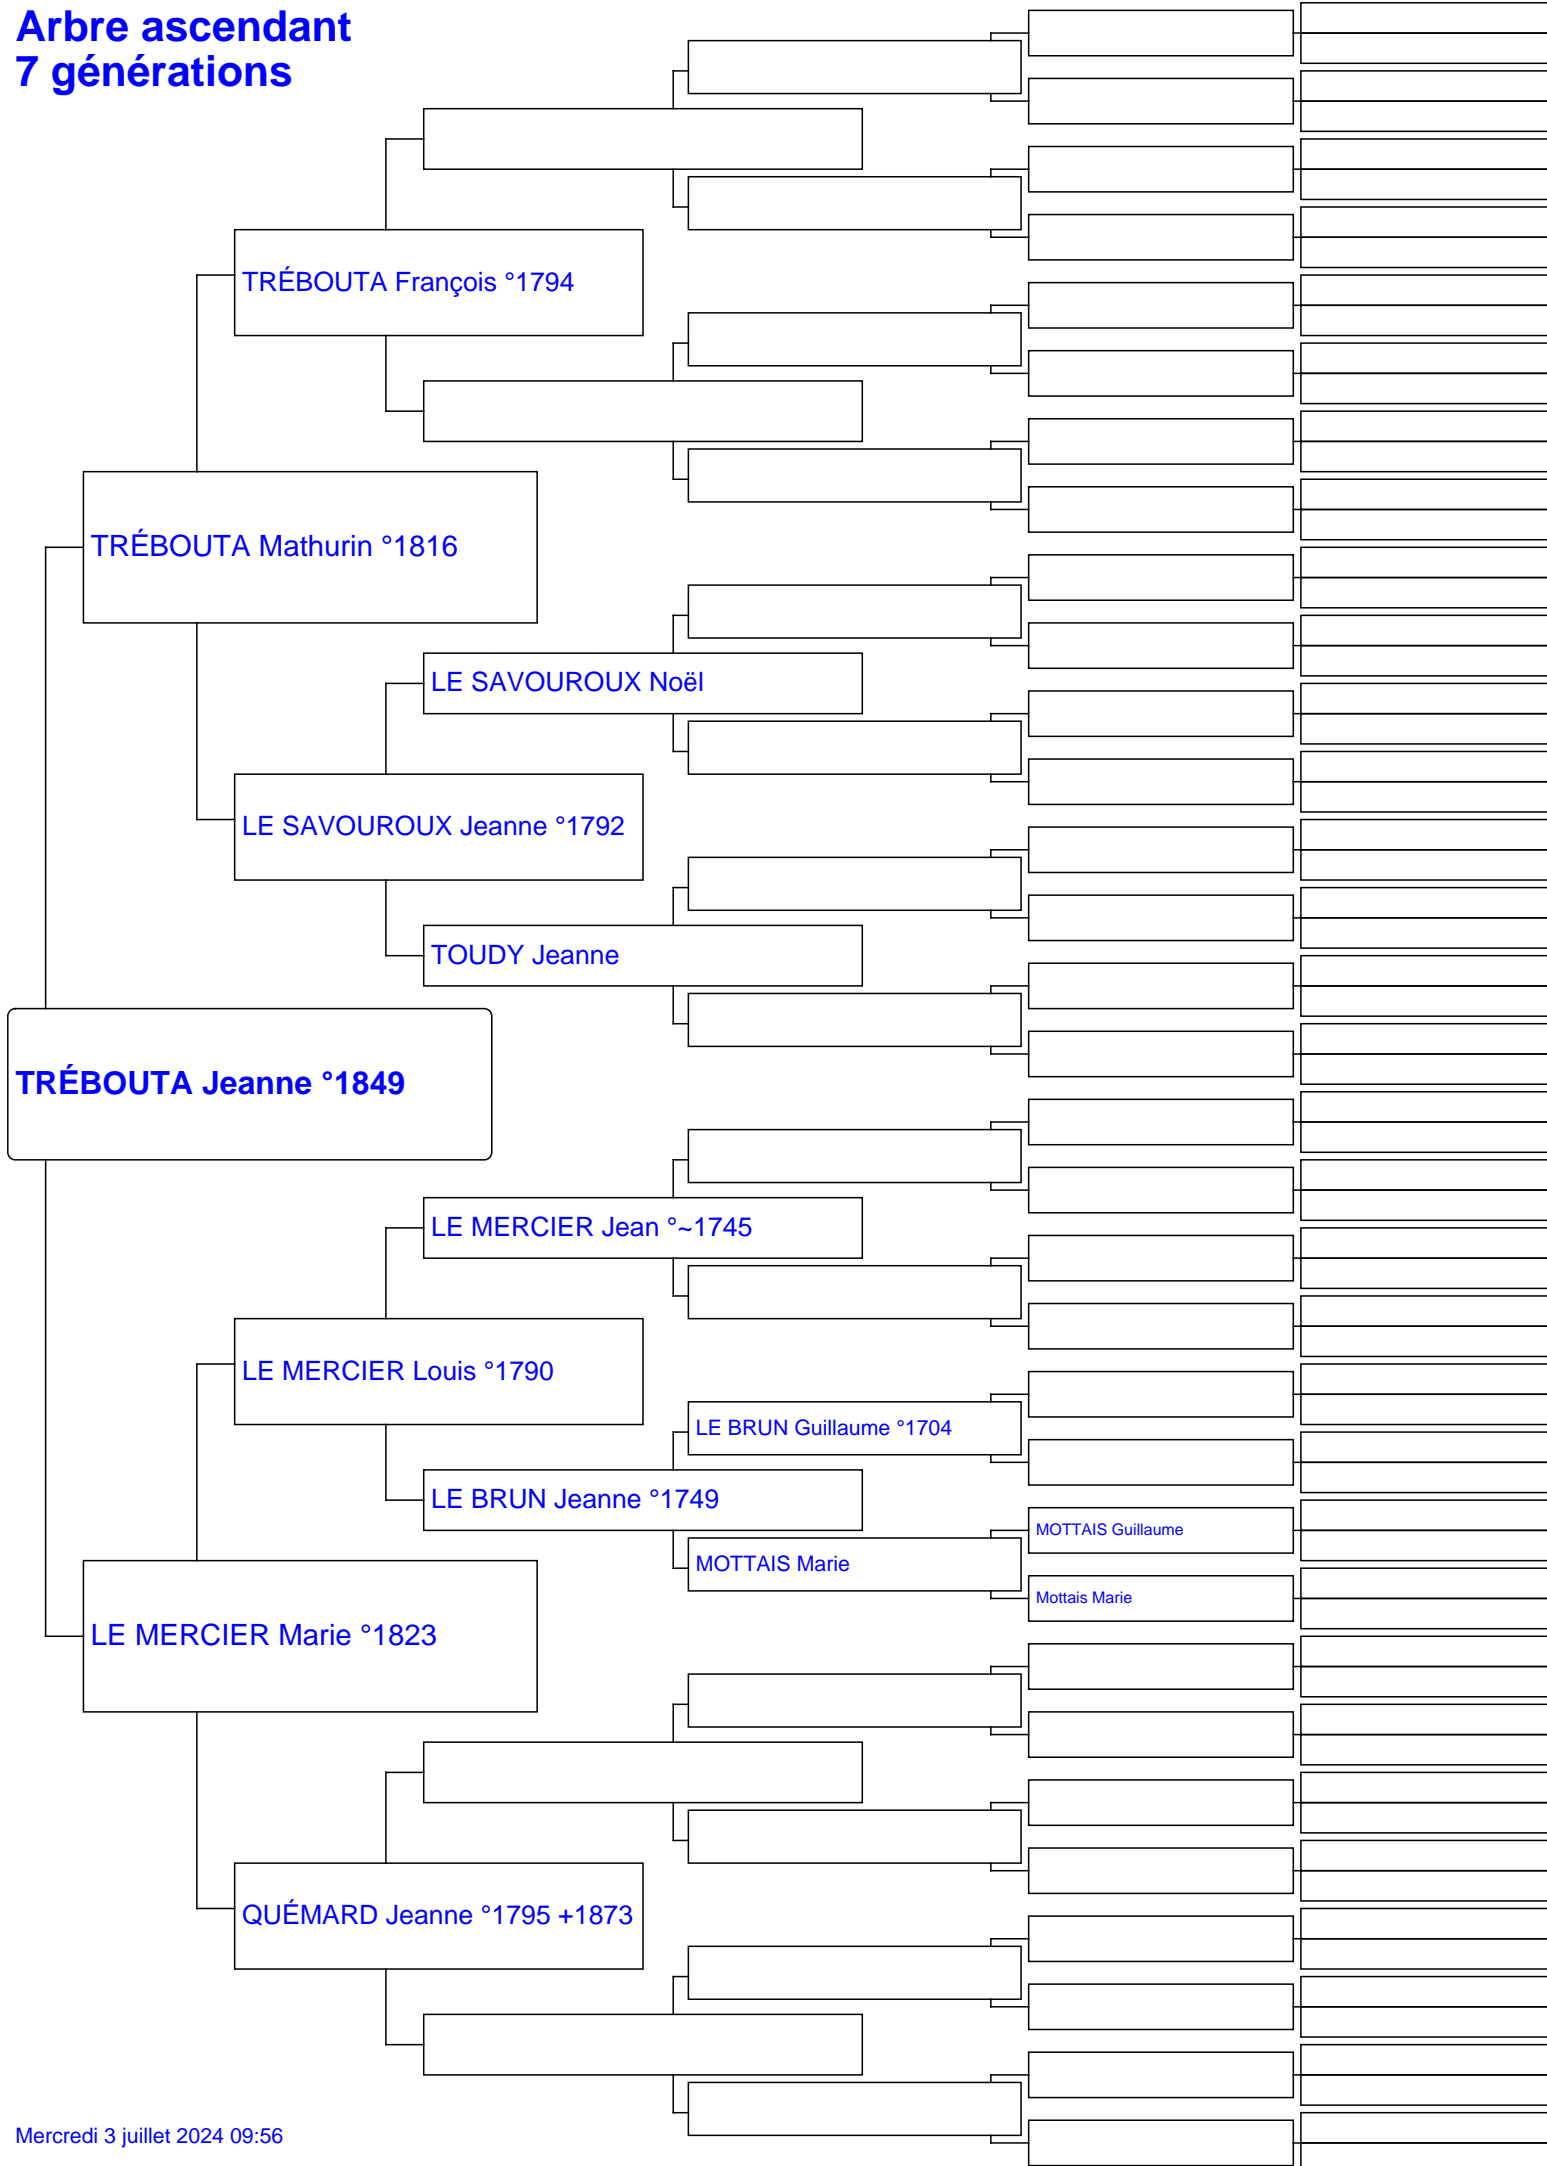 Arbre ascendant
7 générations
TRÉBOUTA François °1794
TRÉBOUTA Mathurin °1816
LE SAVOUROUX Noël
LE SAVOUROUX Jeanne °1792
TOUDY Jeanne
TRÉBOUTA Jeanne °1849
LE MERCIER Jean °~1745
LE MERCIER Louis °1790
LE BRUN Guillaume °1704
LE BRUN Jeanne °1749
MOTTAIS Guillaume
MOTTAIS Marie
Mottais Marie
LE MERCIER Marie °1823
QUÉMARD Jeanne °1795 +1873
Mercredi 3 juillet 2024 09:56